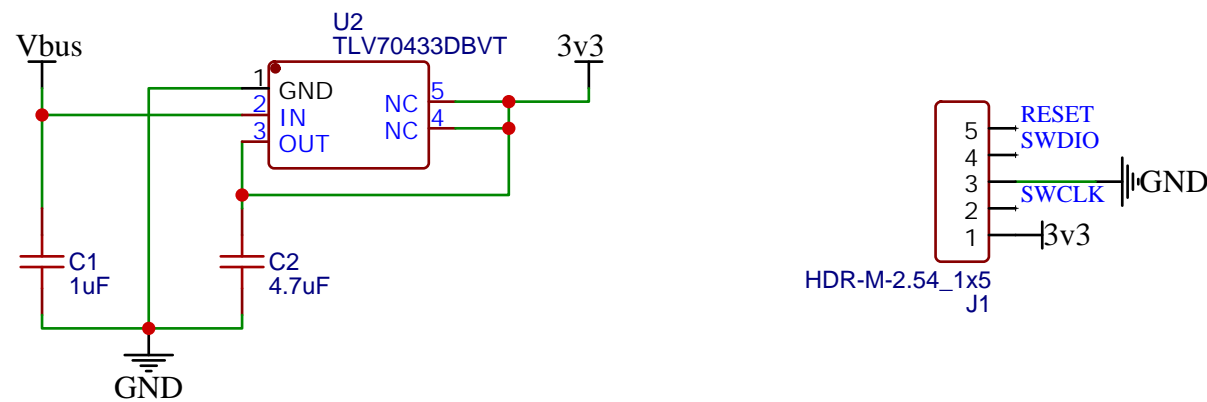 Vbus
U2
TLV70433DBVT
3v3
1
GND
2
IN
3
OUT
NC
5
NC
4
C1
1uF
C2
4.7uF
GND
5
RESET
4
SWDIO
3
GND
2
SWCLK
1
3v3
HDR-M-2.54_1x5
J1